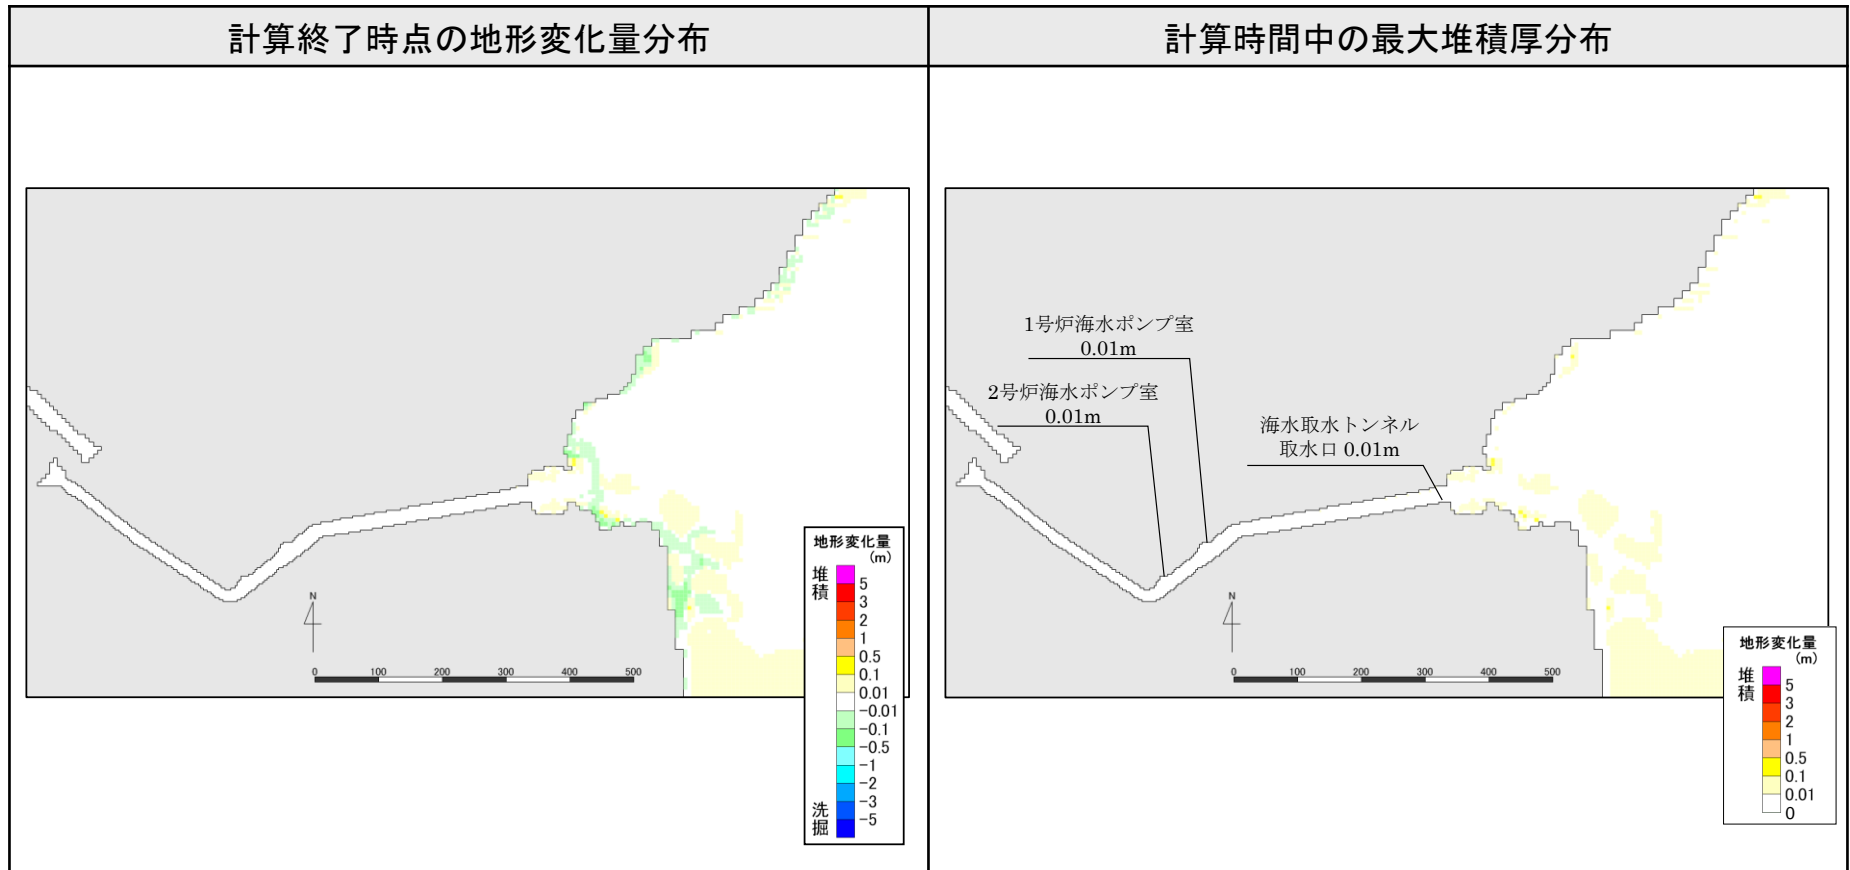 計算終了時点の地形変化量分布
計算時間中の最大堆積厚分布
N
0 100 200 300 400 500
地形変化量
(m)
堆積
5
3
2
1
0.5
0.1
0.01
-0.01
-0.1
-0.5
-1
-2
-3
-5
洗掘
1号炉海水ポンプ室
0.01m
2号炉海水ポンプ室
0.01m
海水取水トンネル
取水口 0.01m
N
0 100 200 300 400 500
地形変化量
(m)
堆積
5
3
2
1
0.5
0.1
0.01
0